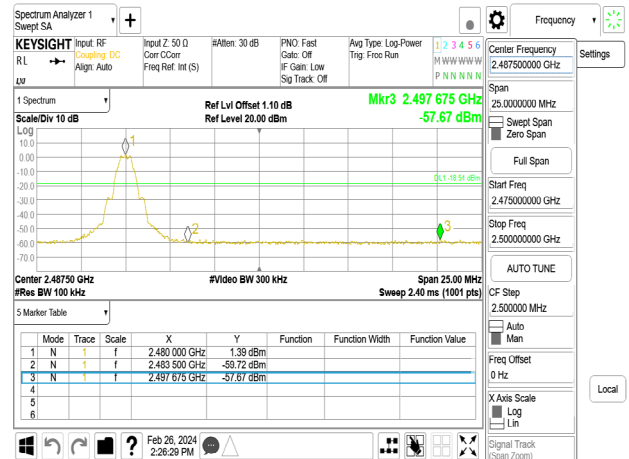 Spectrum Analyzer 1
Swept SA
Frequency
KEYSIGHT
Input: RF
Input Z: 50 Ω
#Atten: 30 dB
PNO: Fast
Avg Type: Log-Power
1 2 3 4 5 6
RL
Coupling: DC
Corr CCorr
Gate: Off
Trig: Free Run
M W W W W W
Align: Auto
Freq Ref: Int (S)
IF Gain: Low
P N N N N N
Sig Track: Off
1 Spectrum
Ref Lvl Offset 1.10 dB
Mkr3 2.497 675 GHz
Scale/Div 10 dB
Ref Level 20.00 dBm
-57.67 dBm
Log
10.0
0.00
-10.0
-20.0
-30.0
-40.0
-50.0
-60.0
-70.0
1
2
3
DL1 -18.54 dBm
Center 2.48750 GHz
#Video BW 300 kHz
Span 25.00 MHz
#Res BW 100 kHz
Sweep 2.40 ms (1001 pts)
5 Marker Table
Mode Trace Scale X Y Function Function Width Function Value
1 N 1 f 2.480 000 GHz 1.39 dBm
2 N 1 f 2.483 500 GHz -59.72 dBm
3 N 1 f 2.497 675 GHz -57.67 dBm
4
5
6
?
Feb 26, 2024
2:26:29 PM
Center Frequency
2.487500000 GHz
Settings
Span
25.0000000 MHz
Swept Span
Zero Span
Full Span
Start Freq
2.475000000 GHz
Stop Freq
2.500000000 GHz
AUTO TUNE
CF Step
2.500000 MHz
Auto
Man
Freq Offset
0 Hz
X Axis Scale
Log
Lin
Local
Signal Track
(Span Zoom)